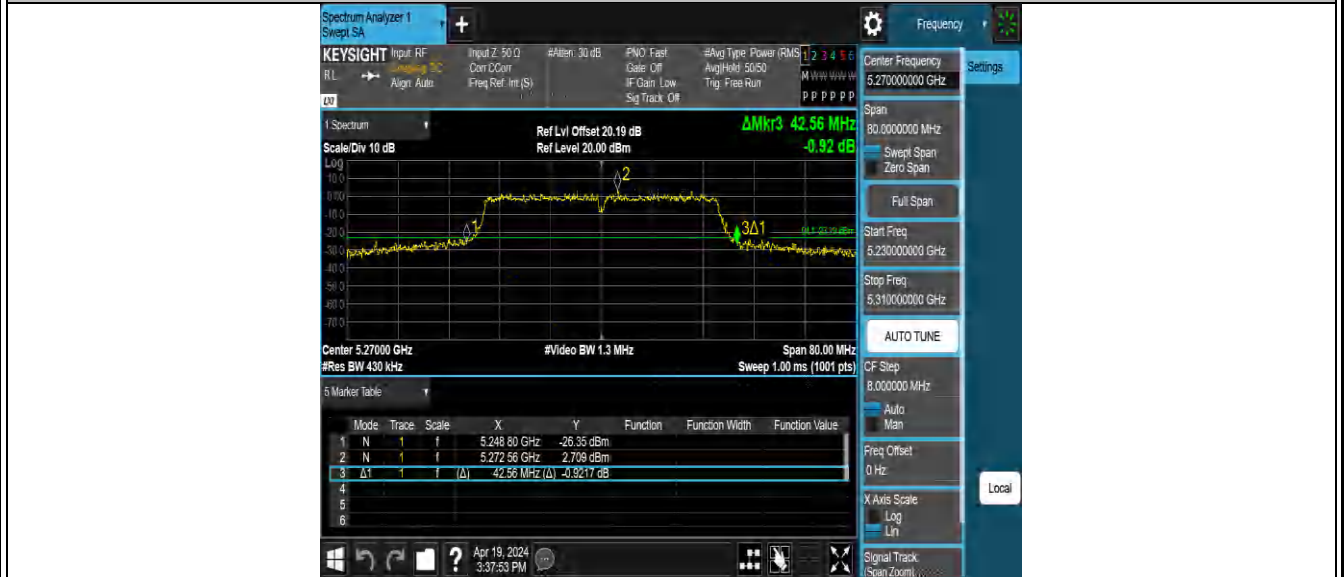 Spectrum Analyzer 1
Swept SA
+
Frequency
KEYSIGHT Input: RF
RL
Coupling: DC
Align: Auto
LXI
Input Z: 50 Ω
Corr CCorr
Freq Ref: Int (S)
#Atten: 30 dB
PNO: Fast
Gate: Off
IF Gain: Low
Sig Track: Off
#Avg Type: Power (RMS
Avg|Hold: 50/50
Trig: Free Run
1 2 3 4 5 6
M W W W W W
P P P P P P
Center Frequency
5.270000000 GHz
Settings
Span
80.0000000 MHz
Swept Span
Zero Span
Full Span
Start Freq
5.230000000 GHz
Stop Freq
5.310000000 GHz
AUTO TUNE
CF Step
8.000000 MHz
Auto
Man
Freq Offset
0 Hz
X Axis Scale
Log
Lin
Signal Track
(Span Zoom)
Local
1 Spectrum
Scale/Div 10 dB
Ref Lvl Offset 20.19 dB
Ref Level 20.00 dBm
ΔMkr3 42.56 MHz
-0.92 dB
Log
10.0
0.00
-10.0
-20.0
-30.0
-40.0
-50.0
-60.0
-70.0
1
2
3Δ1
Center 5.27000 GHz
#Res BW 430 kHz
#Video BW 1.3 MHz
Span 80.00 MHz
Sweep 1.00 ms (1001 pts)
5 Marker Table
Mode Trace Scale X Y Function Function Width Function Value
1 N 1 f 5.248 80 GHz -26.35 dBm
2 N 1 f 5.272 56 GHz 2.709 dBm
3 Δ1 1 f (Δ) 42.56 MHz (Δ) -0.9217 dB
4
5
6
?
Apr 19, 2024
3:37:53 PM